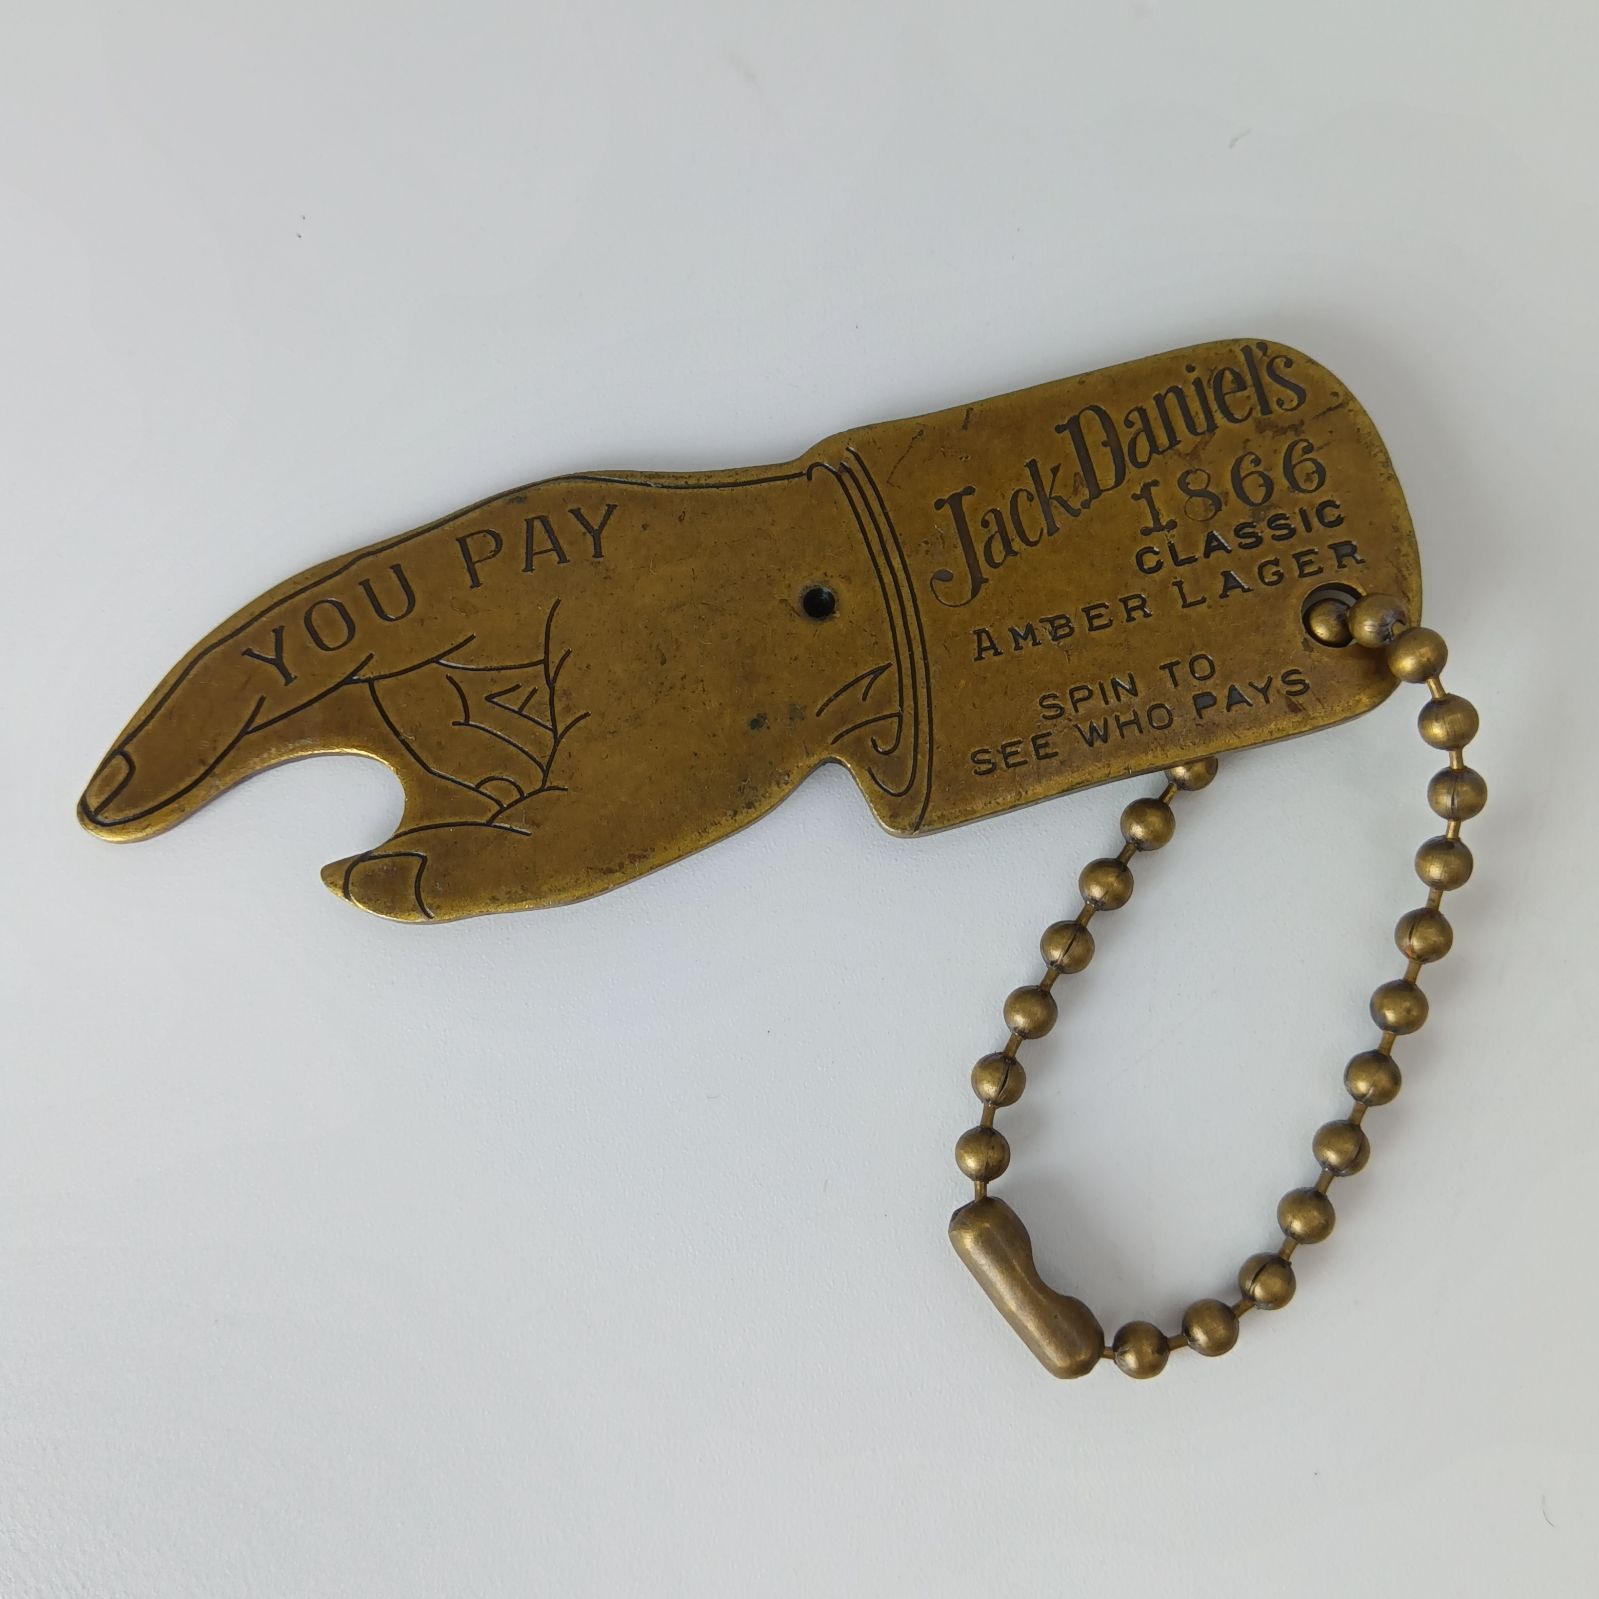 YOU PAY
Jack Daniel's
1866
CLASSIC
AMBER LAGER
SPIN TO
SEE WHO PAYS